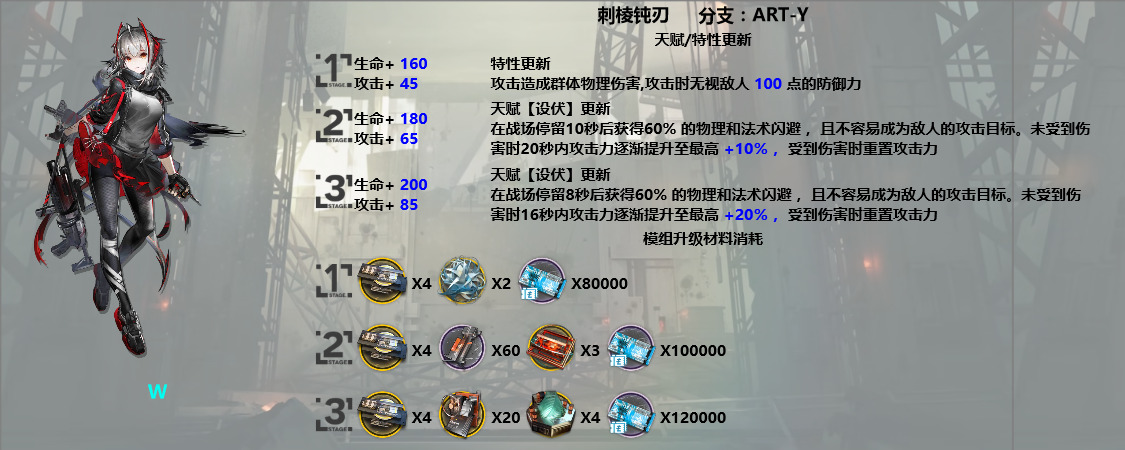 刺棱钝刃 分支：ART-Y
天赋/特性更新
1 STAGE 生命+ 160 特性更新
攻击+ 45 攻击造成群体物理伤害,攻击时无视敌人 100 点的防御力
天赋【设伏】更新
2 STAGE 生命+ 180 在战场停留10秒后获得60% 的物理和法术闪避 ，且不容易成为敌人的攻击目标。未受到伤
攻击+ 65 害时20秒内攻击力逐渐提升至最高 +10% ，受到伤害时重置攻击力
天赋【设伏】更新
3 STAGE 生命+ 200 在战场停留8秒后获得60% 的物理和法术闪避 ，且不容易成为敌人的攻击目标。未受到伤
攻击+ 85 害时16秒内攻击力逐渐提升至最高 +20% ，受到伤害时重置攻击力
模组升级材料消耗
1 STAGE X4 X2 X80000
2 STAGE X4 X60 X3 X100000
W
3 STAGE X4 X20 X4 X120000